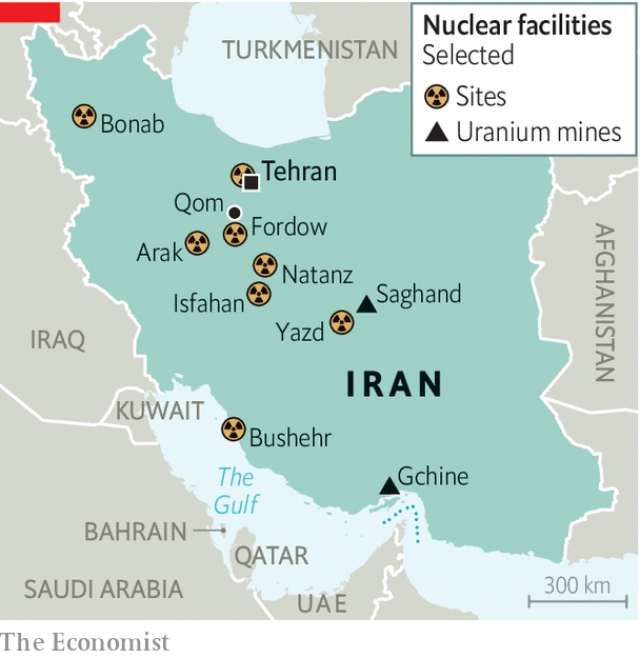 Nuclear facilities
Selected
Sites
Uranium mines
TURKMENISTAN
Bonab
Tehran
Qom
Fordow
Arak
Natanz
Isfahan
Saghand
Yazd
AFGHANISTAN
IRAQ
IRAN
KUWAIT
Bushehr
The
Gulf
Gchine
BAHRAIN
QATAR
SAUDI ARABIA
UAE
300 km
The Economist